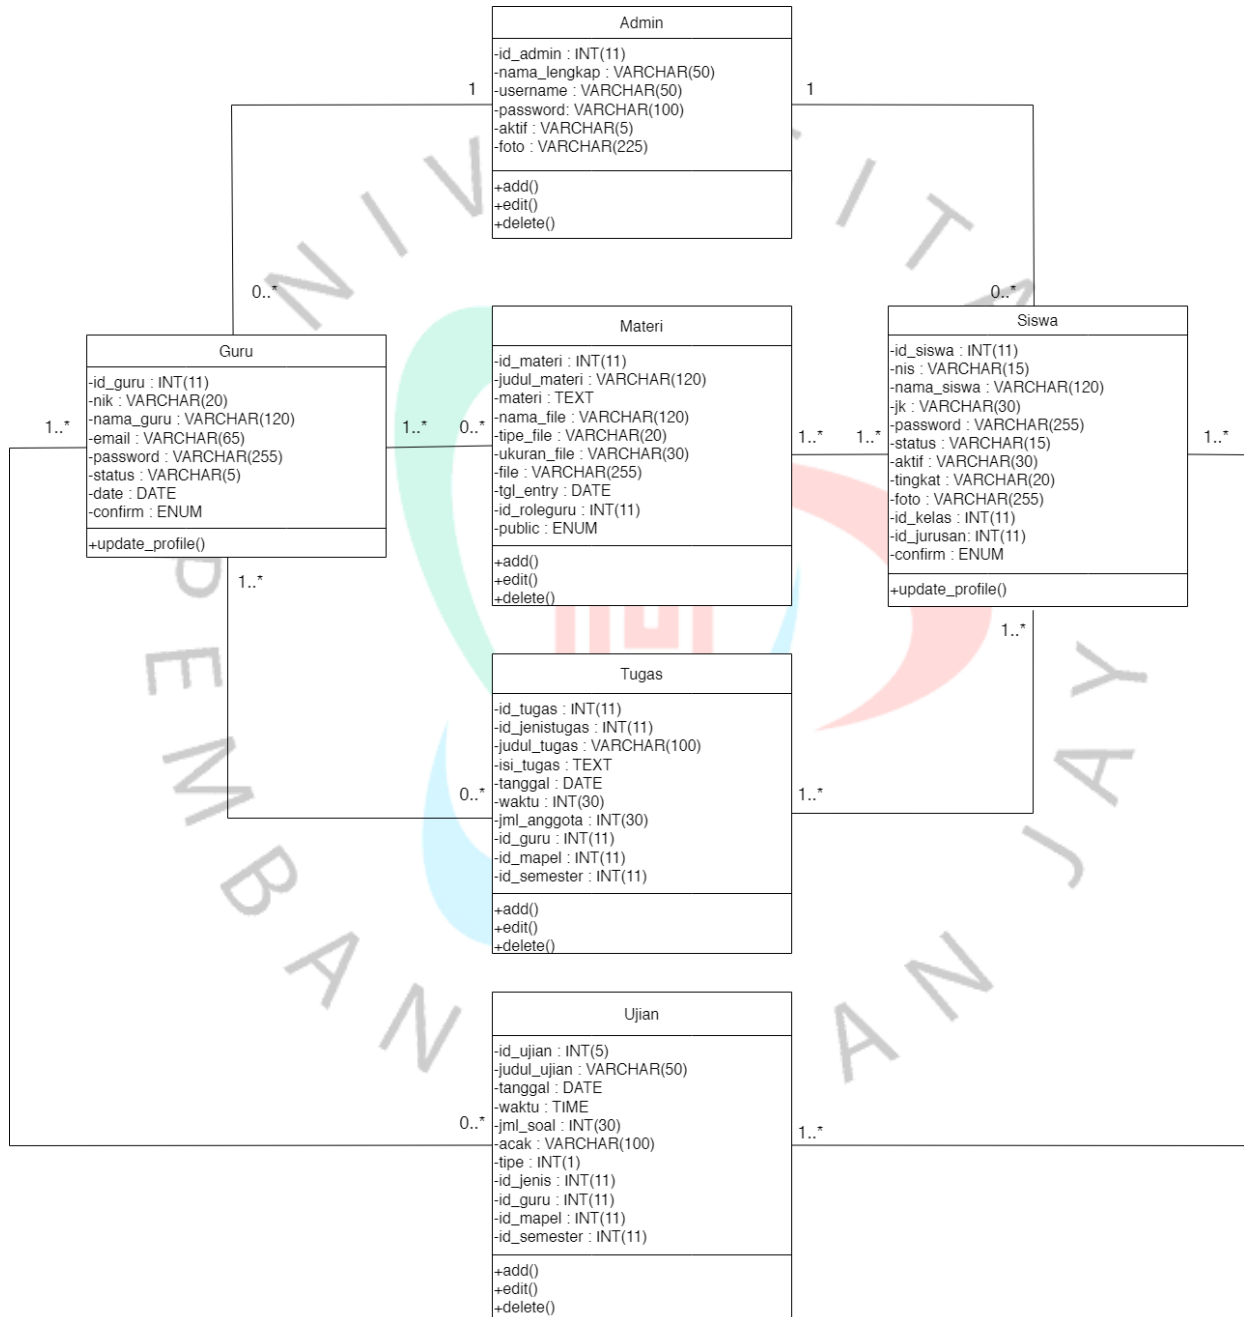 Admin
-id_admin : INT(11)
-nama_lengkap : VARCHAR(50)
-username : VARCHAR(50)
-password: VARCHAR(100)
-aktif : VARCHAR(5)
-foto : VARCHAR(225)
+add()
+edit()
+delete()
1
1
0..*
0..*
Guru
-id_guru : INT(11)
-nik : VARCHAR(20)
-nama_guru : VARCHAR(120)
-email : VARCHAR(65)
-password : VARCHAR(255)
-status : VARCHAR(5)
-date : DATE
-confirm : ENUM
+update_profile()
1..*
1..*
0..*
1..*
Materi
-id_materi : INT(11)
-judul_materi : VARCHAR(120)
-materi : TEXT
-nama_file : VARCHAR(120)
-tipe_file : VARCHAR(20)
-ukuran_file : VARCHAR(30)
-file : VARCHAR(255)
-tgl_entry : DATE
-id_roleguru : INT(11)
-public : ENUM
+add()
+edit()
+delete()
1..*
1..*
1..*
Siswa
-id_siswa : INT(11)
-nis : VARCHAR(15)
-nama_siswa : VARCHAR(120)
-jk : VARCHAR(30)
-password : VARCHAR(255)
-status : VARCHAR(15)
-aktif : VARCHAR(30)
-tingkat : VARCHAR(20)
-foto : VARCHAR(255)
-id_kelas : INT(11)
-id_jurusan: INT(11)
-confirm : ENUM
+update_profile()
1..*
Tugas
-id_tugas : INT(11)
-id_jenistugas : INT(11)
-judul_tugas : VARCHAR(100)
-isi_tugas : TEXT
-tanggal : DATE
-waktu : INT(30)
-jml_anggota : INT(30)
-id_guru : INT(11)
-id_mapel : INT(11)
-id_semester : INT(11)
+add()
+edit()
+delete()
0..*
1..*
Ujian
-id_ujian : INT(5)
-judul_ujian : VARCHAR(50)
-tanggal : DATE
-waktu : TIME
-jml_soal : INT(30)
-acak : VARCHAR(100)
-tipe : INT(1)
-id_jenis : INT(11)
-id_guru : INT(11)
-id_mapel : INT(11)
-id_semester : INT(11)
+add()
+edit()
+delete()
0..*
1..*